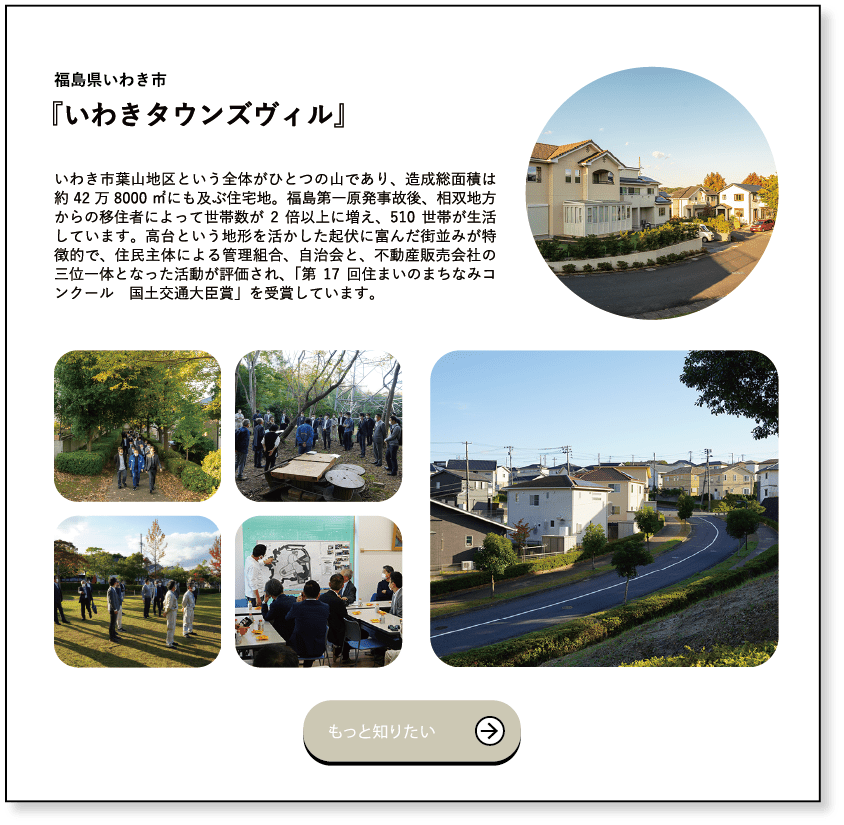 福島県いわき市
『いわきタウンズヴィル』
いわき市葉山地区という全体がひとつの山であり、造成総面積は
約 42 万 8000 ㎡にも及ぶ住宅地。福島第一原発事故後、相双地方
からの移住者によって世帯数が 2 倍以上に増え、510 世帯が生活
しています。高台という地形を活かした起伏に富んだ街並みが特
徴的で、住民主体による管理組合、自治会と、不動産販売会社の
三位一体となった活動が評価され、「第 17 回住まいのまちなみコ
ンクール　国土交通大臣賞」を受賞しています。
もっと知りたい